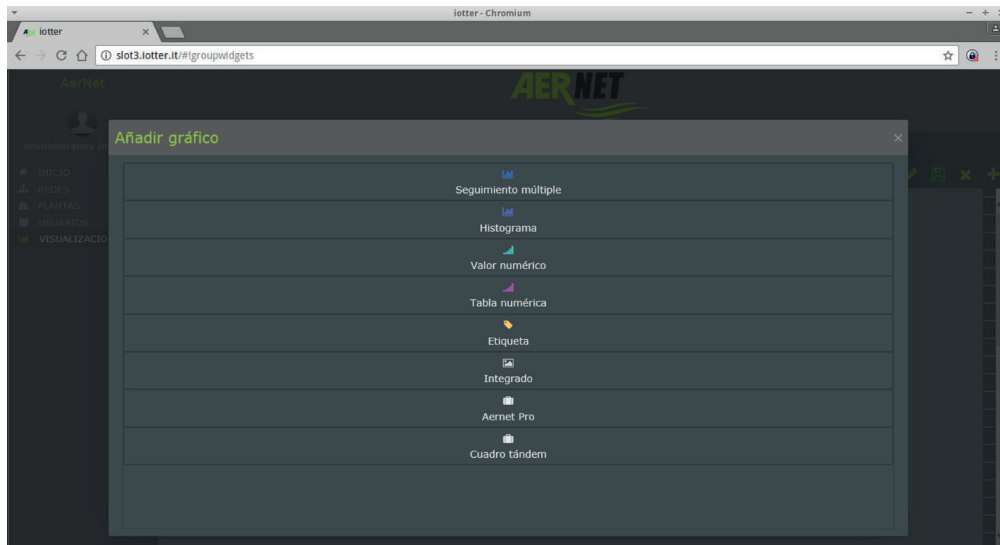 iotter - Chromium
iotter
slot3.iotter.it/#!groupwidgets
AerNet
AERNET
Amministratore
Añadir gráfico
INICIO
REDES
PLANTAS
USUARIOS
VISUALIZACIO
Seguimiento múltiple
Histograma
Valor numérico
Tabla numérica
Etiqueta
Integrado
Aernet Pro
Cuadro tándem